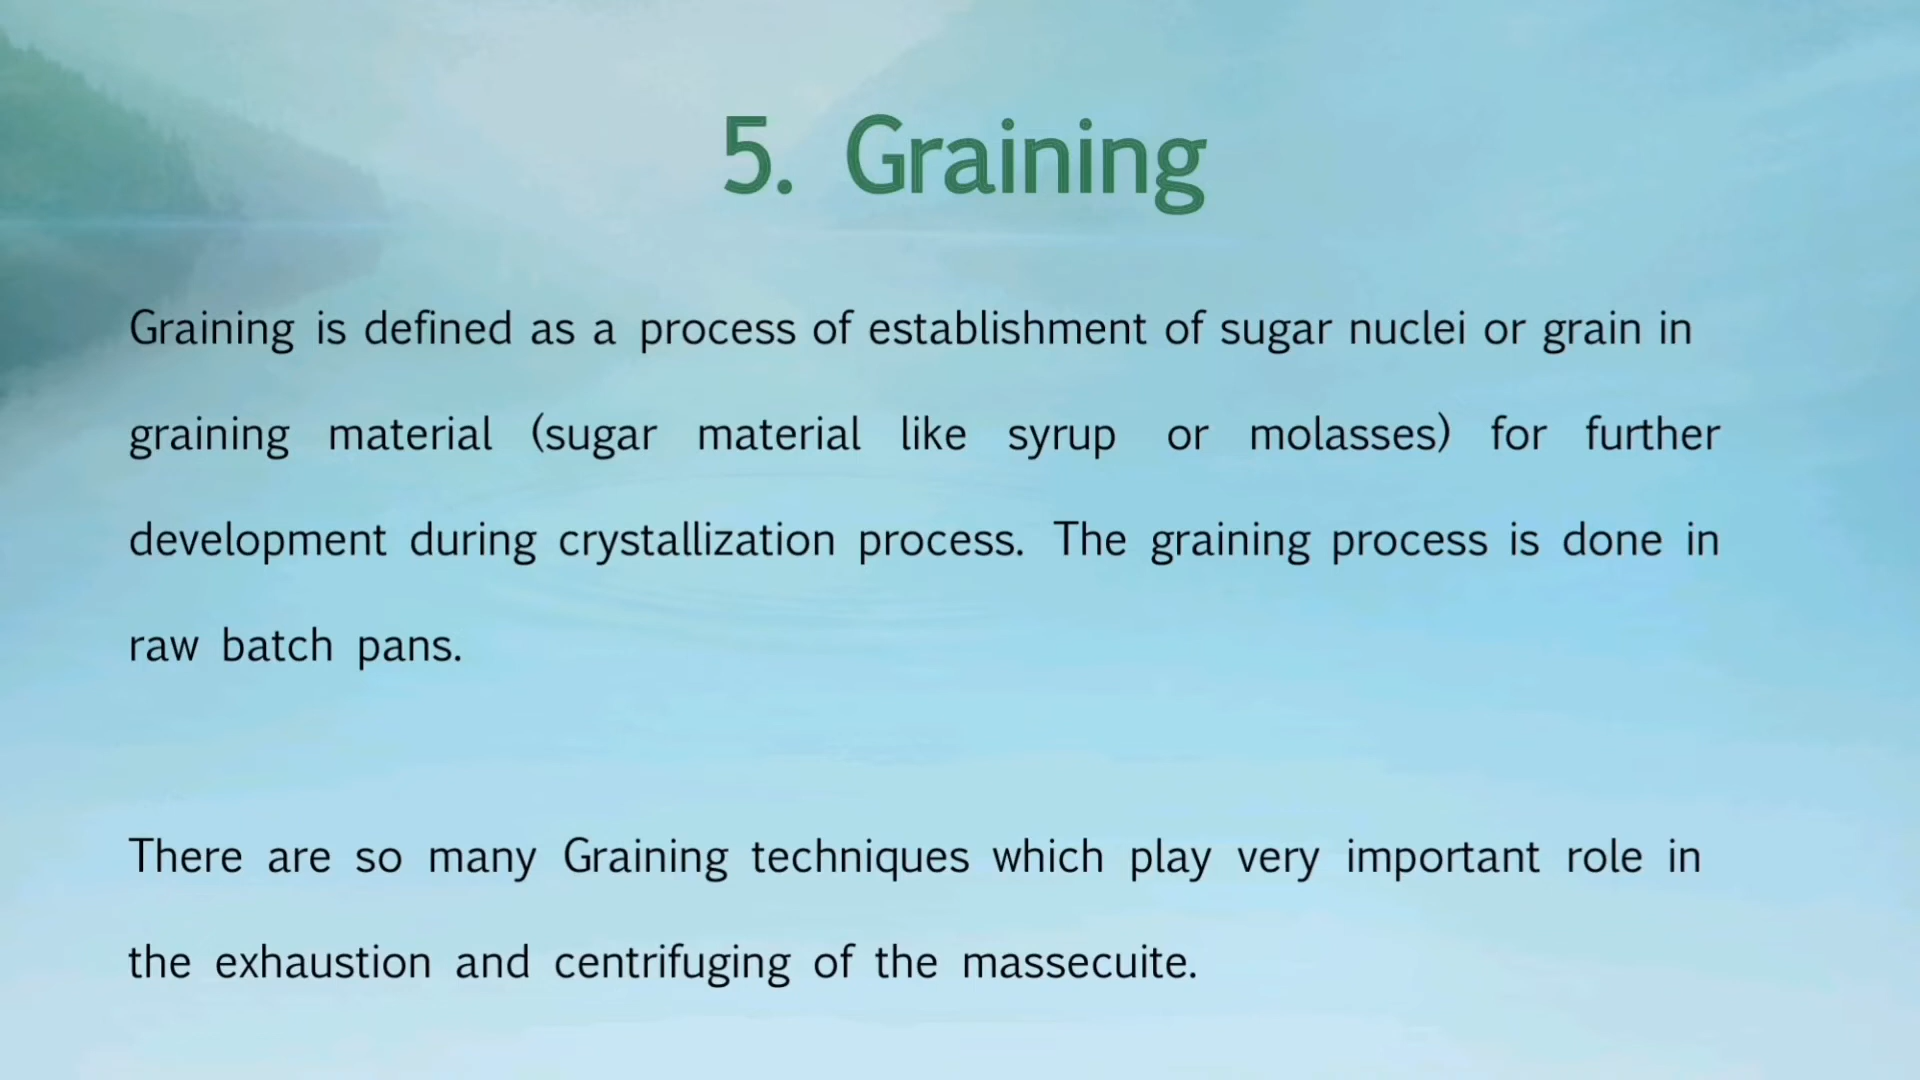 5. Graining
Graining is defined as a process of establishment of sugar nuclei or grain in
graining material (sugar material like syrup or molasses) for further
development during crystallization process. The graining process is done in
raw batch pans.
There are so many Graining techniques which play very important role in
the exhaustion and centrifuging of the massecuite.